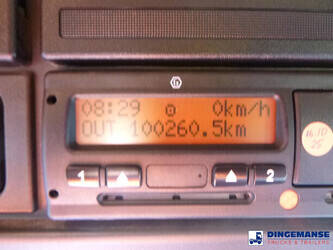 08:29 0km/h
OUT 100260.5km
1 2
DINGEMANSE
TRUCKS & TRAILERS